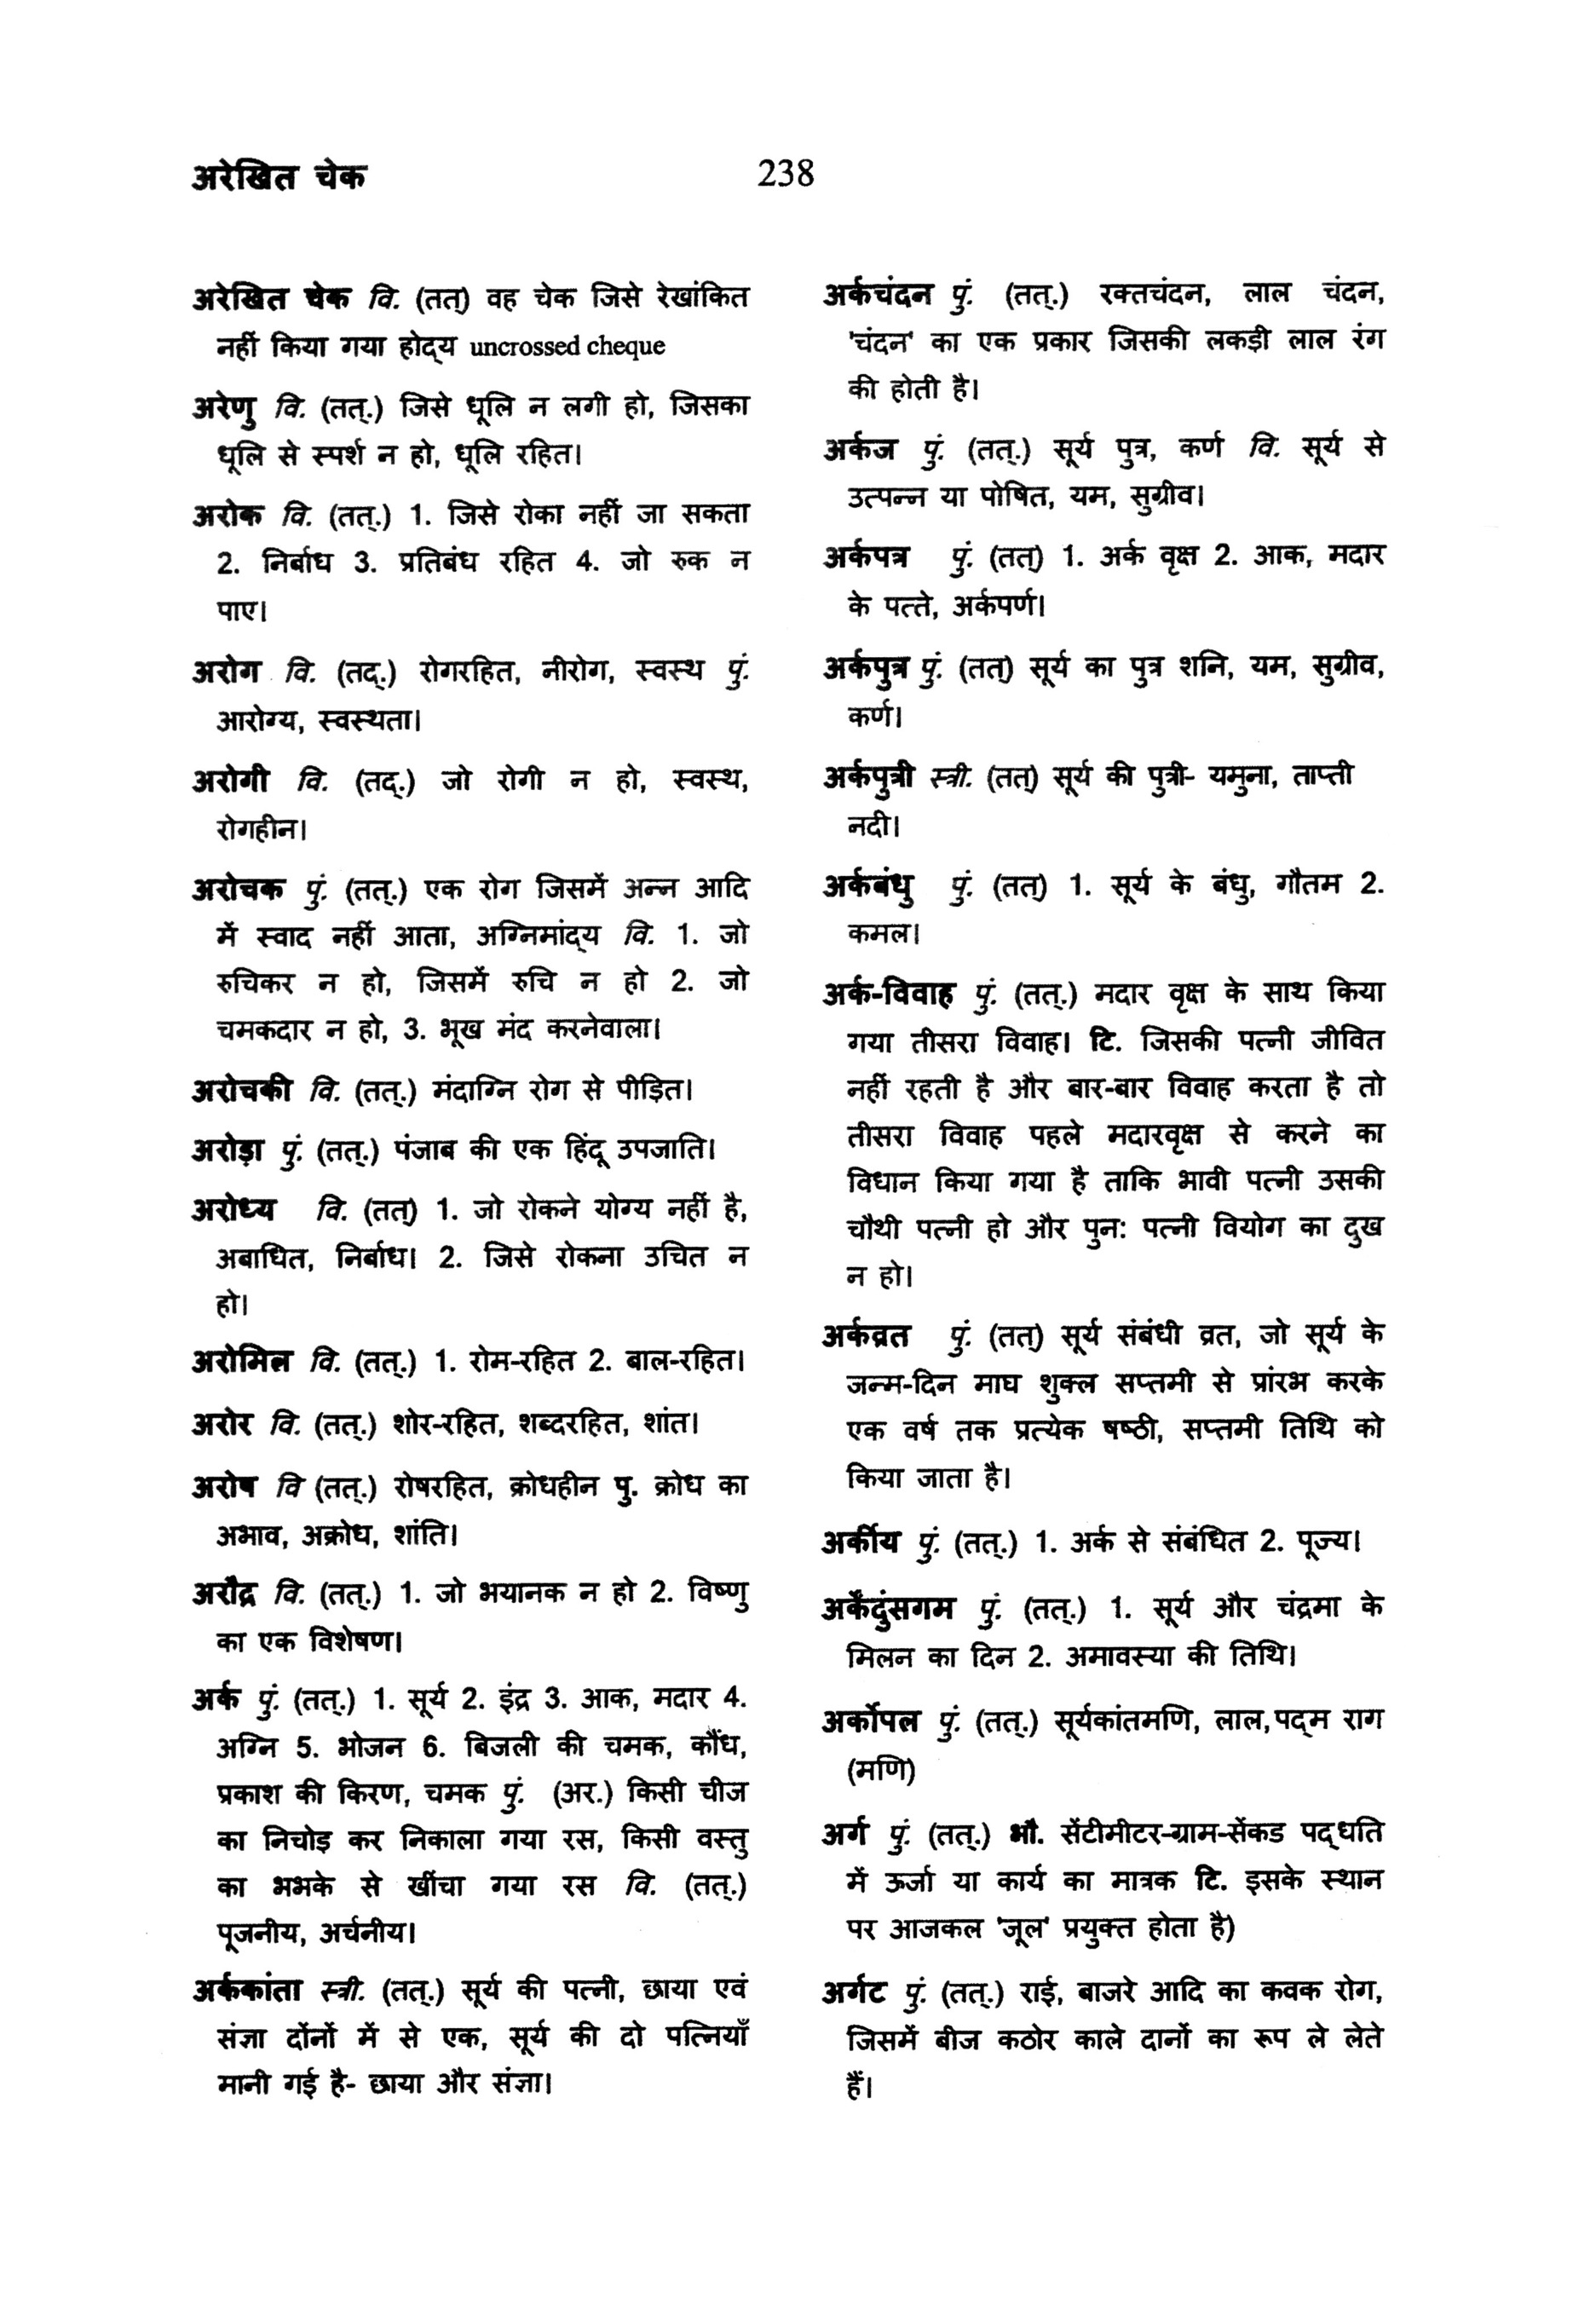 अरेखित चेक
238
अरेखित चेक वि. (तत्) वह चेक जिसे रेखांकित
नहीं किया गया होद्य uncrossed cheque
अरेणु वि. (तत्.) जिसे धूलि न लगी हो, जिसका
धूलि से स्पर्श न हो, धूलि रहित।
अरोक वि. (तत्.) 1. जिसे रोका नहीं जा सकता
2. निर्बाध 3. प्रतिबंध रहित 4. जो रुक न
पाए।
अरोग वि. (तद्.) रोगरहित, नीरोग, स्वस्थ पुं.
आरोग्य, स्वस्थता।
अरोगी वि. (तद्.) जो रोगी न हो, स्वस्थ,
रोगहीन।
अरोचक पुं. (तत्.) एक रोग जिसमें अन्न आदि
में स्वाद नहीं आता, अग्निमांद्य वि. 1. जो
रुचिकर न हो, जिसमें रुचि न हो 2. जो
चमकदार न हो, 3. भूख मंद करनेवाला।
अरोचकी वि. (तत्.) मंदाग्नि रोग से पीड़ित।
अरोड़ा पुं. (तत्.) पंजाब की एक हिंदू उपजाति।
अरोध्य वि. (तत्) 1. जो रोकने योग्य नहीं है,
अबाधित, निर्बाध। 2. जिसे रोकना उचित न
हो।
अरोमिल वि. (तत्.) 1. रोम-रहित 2. बाल-रहित।
अरोर वि. (तत्.) शोर-रहित, शब्दरहित, शांत।
अरोष वि (तत्.) रोषरहित, क्रोधहीन पु. क्रोध का
अभाव, अक्रोध, शांति।
अरौद्र वि. (तत्.) 1. जो भयानक न हो 2. विष्णु
का एक विशेषण।
अर्क पुं. (तत्.) 1. सूर्य 2. इंद्र 3. आक, मदार 4.
अग्नि 5. भोजन 6. बिजली की चमक, कौंध,
प्रकाश की किरण, चमक पुं. (अर.) किसी चीज
का निचोड़ कर निकाला गया रस, किसी वस्तु
का भभके से खींचा गया रस वि. (तत्.)
पूजनीय, अर्चनीय।
अर्ककांता स्त्री. (तत्.) सूर्य की पत्नी, छाया एवं
संज्ञा दोंनों में से एक, सूर्य की दो पत्नियाँ
मानी गई है- छाया और संज्ञा।
अर्कचंदन पुं. (तत्.) रक्तचंदन, लाल चंदन,
'चंदन' का एक प्रकार जिसकी लकड़ी लाल रंग
की होती है।
अर्कज पुं. (तत्.) सूर्य पुत्र, कर्ण वि. सूर्य से
उत्पन्न या पोषित, यम, सुग्रीव।
अर्कपत्र पुं. (तत्) 1. अर्क वृक्ष 2. आक, मदार
के पत्ते, अर्कपर्ण।
अर्कपुत्र पुं. (तत्) सूर्य का पुत्र शनि, यम, सुग्रीव,
कर्ण।
अर्कपुत्री स्त्री. (तत्) सूर्य की पुत्री- यमुना, ताप्ती
नदी।
अर्कबंधु पुं. (तत्) 1. सूर्य के बंधु, गौतम 2.
कमल।
अर्क-विवाह पुं. (तत्.) मदार वृक्ष के साथ किया
गया तीसरा विवाह। टि. जिसकी पत्नी जीवित
नहीं रहती है और बार-बार विवाह करता है तो
तीसरा विवाह पहले मदारवृक्ष से करने का
विधान किया गया है ताकि भावी पत्नी उसकी
चौथी पत्नी हो और पुन: पत्नी वियोग का दुख
न हो।
अर्कव्रत पुं. (तत्) सूर्य संबंधी व्रत, जो सूर्य के
जन्म-दिन माघ शुक्ल सप्तमी से प्रांरभ करके
एक वर्ष तक प्रत्येक षष्ठी, सप्तमी तिथि को
किया जाता है।
अर्कीय पुं. (तत्.) 1. अर्क से संबंधित 2. पूज्य।
अर्केंदुंसगम पुं. (तत्.) 1. सूर्य और चंद्रमा के
मिलन का दिन 2. अमावस्या की तिथि।
अर्कोपल पुं. (तत्.) सूर्यकांतमणि, लाल, पद्म राग
(मणि)
अर्ग पुं. (तत्.) भौ. सेंटीमीटर-ग्राम-सेंकड पद्धति
में ऊर्जा या कार्य का मात्रक टि. इसके स्थान
पर आजकल 'जूल' प्रयुक्त होता है)
अर्गट पुं. (तत्.) राई, बाजरे आदि का कवक रोग,
जिसमें बीज कठोर काले दानों का रूप ले लेते
हैं।